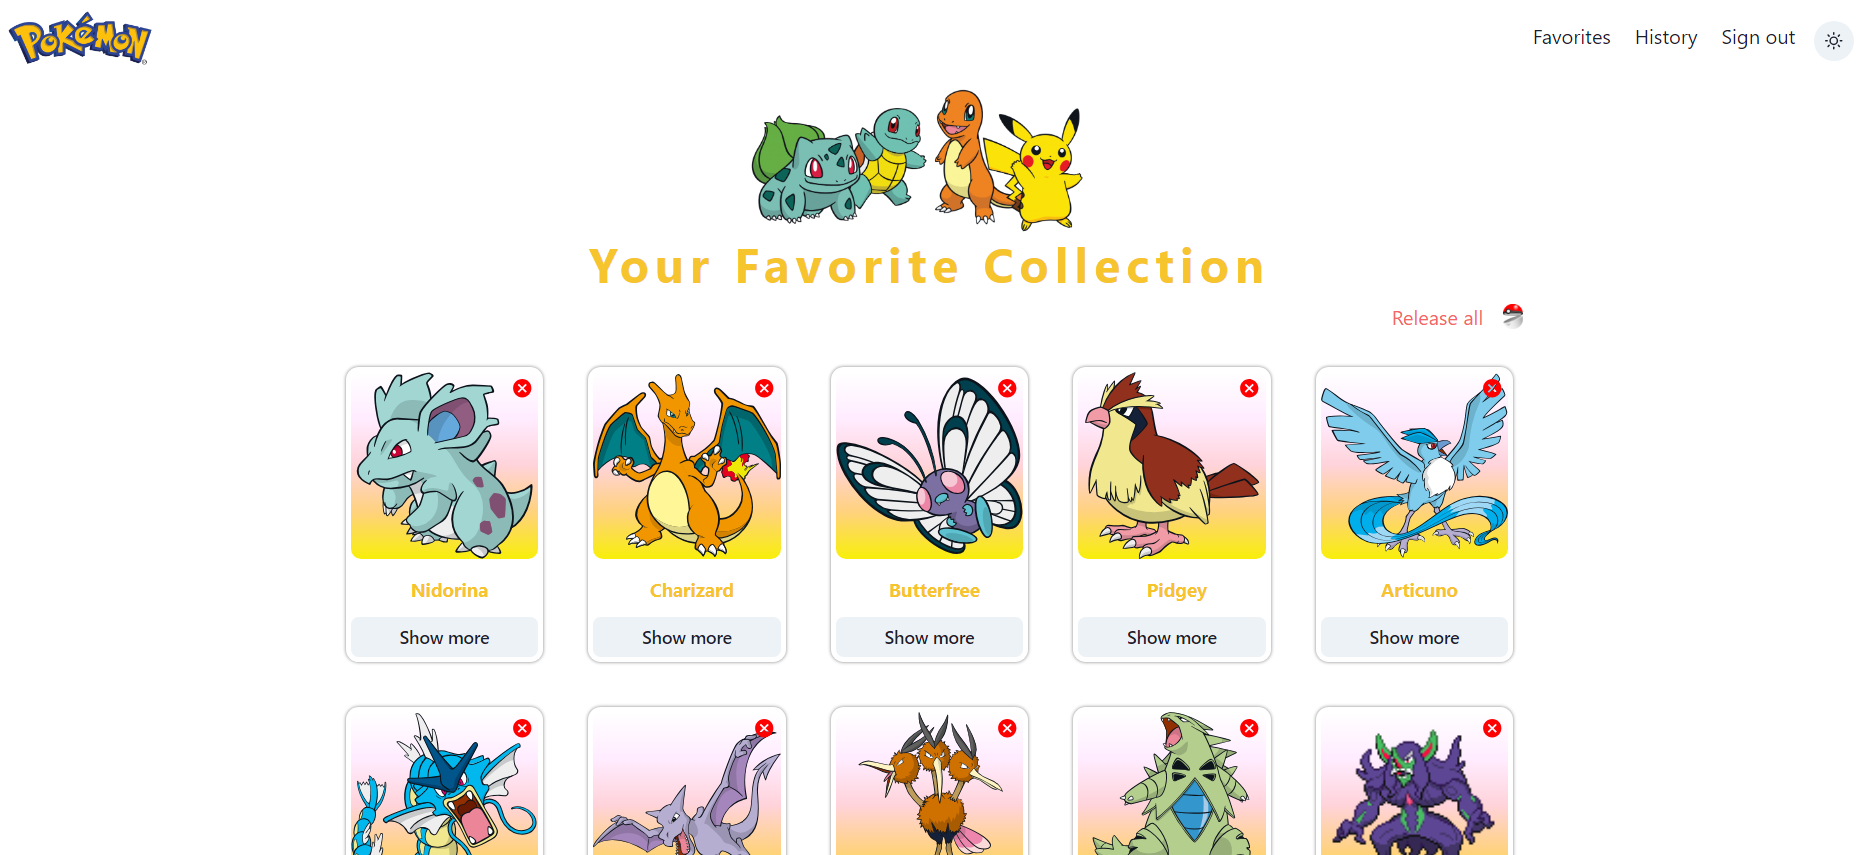 Pokémon
Favorites History Sign out
Your Favorite Collection
Release all
Nidorina Charizard Butterfree Pidgey Articuno
Show more Show more Show more Show more Show more